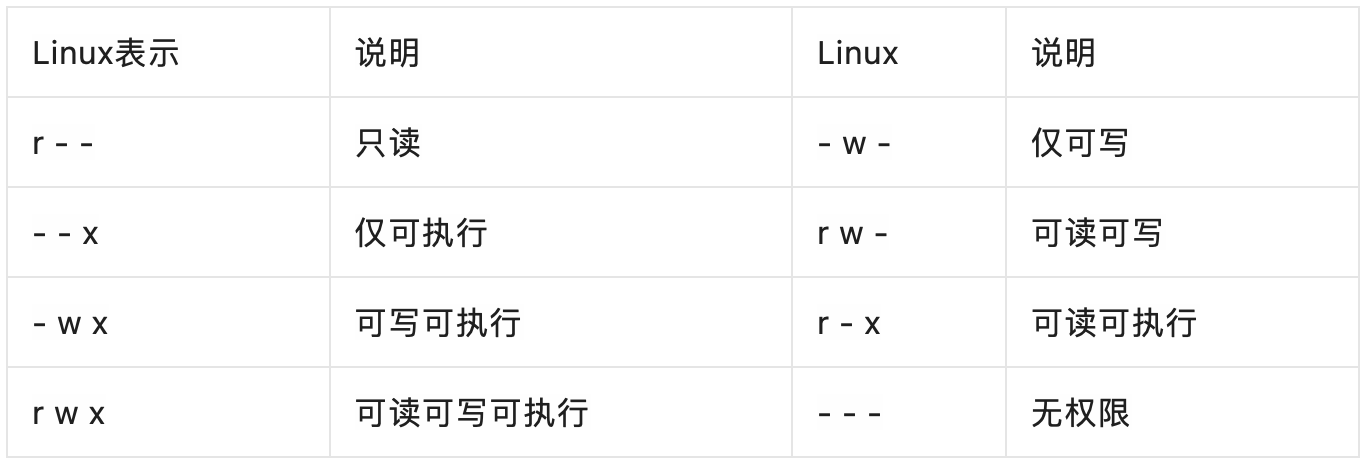 Linux表示 说明 Linux 说明
r - - 只读 - w - 仅可写
- - x 仅可执行 r w - 可读可写
- w x 可写可执行 r - x 可读可执行
r w x 可读可写可执行 - - - 无权限